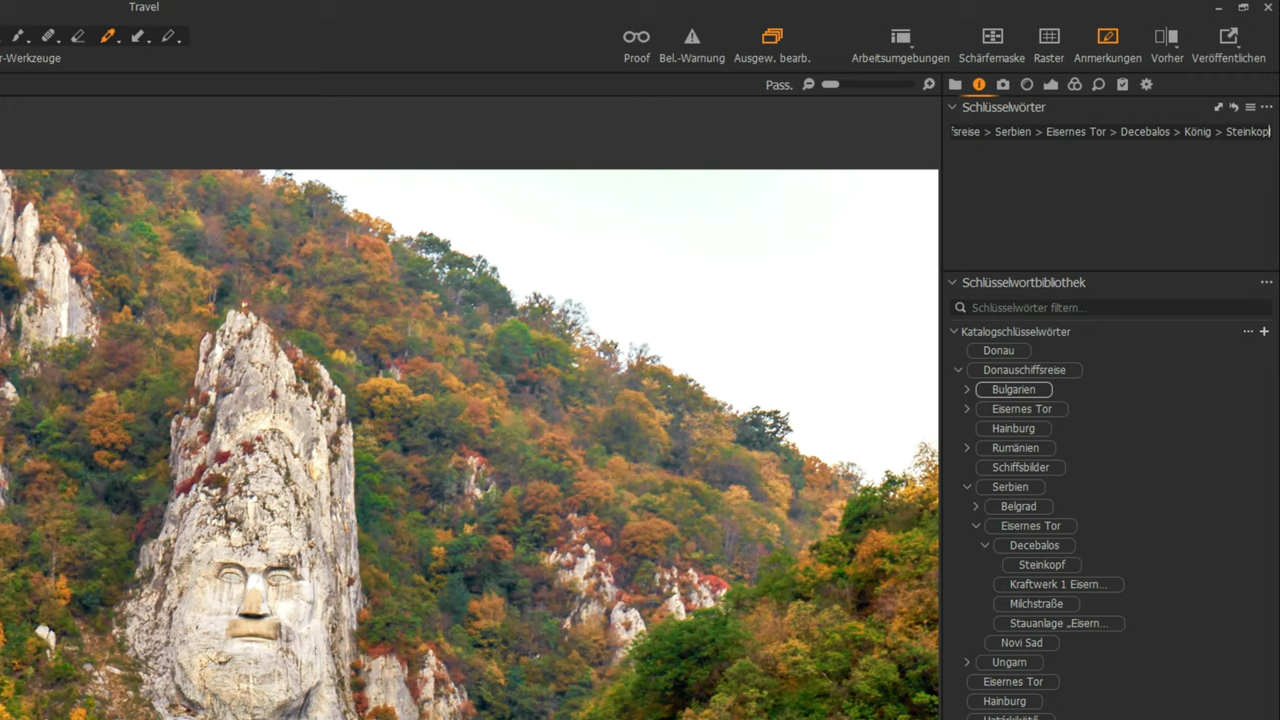 Travel
r-Werkzeuge
Proof
Bel.-Warnung
Ausgew. bearb.
Arbeitsumgebungen
Schärfemaske
Raster
Anmerkungen
Vorher
Veröffentlichen
Pass.
Schlüsselwörter
sreise > Serbien > Eisernes Tor > Decebalos > König > Steinkop
Schlüsselwortbibliothek
Schlüsselwörter filtern...
Katalogschlüsselwörter
Donau
Donauschiffsreise
Bulgarien
Eisernes Tor
Hainburg
Rumänien
Schiffsbilder
Serbien
Belgrad
Eisernes Tor
Decebalos
Steinkopf
Kraftwerk 1 Eisern...
Milchstraße
Stauanlage „Eisern...
Novi Sad
Ungarn
Eisernes Tor
Hainburg